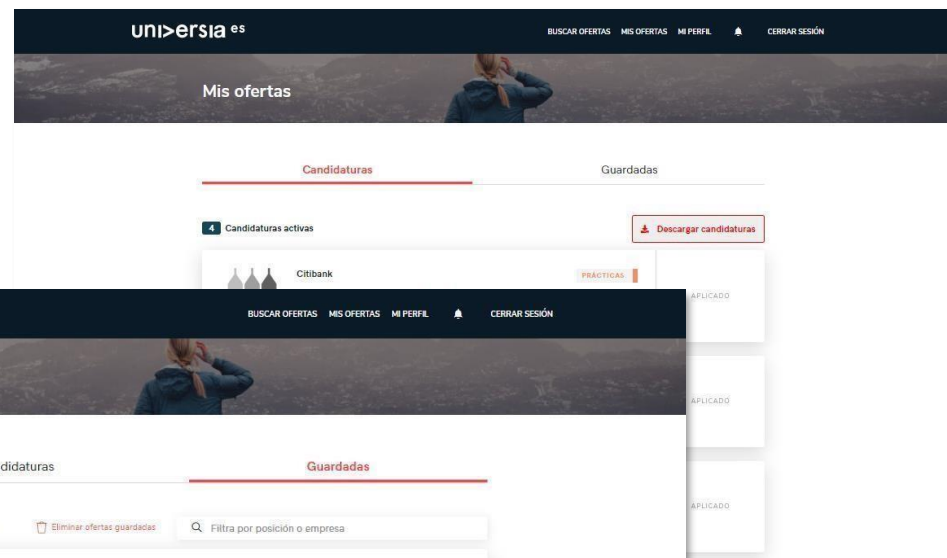 uni>ersia es
BUSCAR OFERTAS MIS OFERTAS MI PERFIL CERRAR SESIÓN
Mis ofertas
Candidaturas Guardadas
4 Candidaturas activas Descargar candidaturas
Citibank PRÁCTICAS
APLICADO
BUSCAR OFERTAS MIS OFERTAS MI PERFIL CERRAR SESIÓN
APLICADO
didaturas Guardadas
APLICADO
Eliminar ofertas guardadas Filtra por posición o empresa